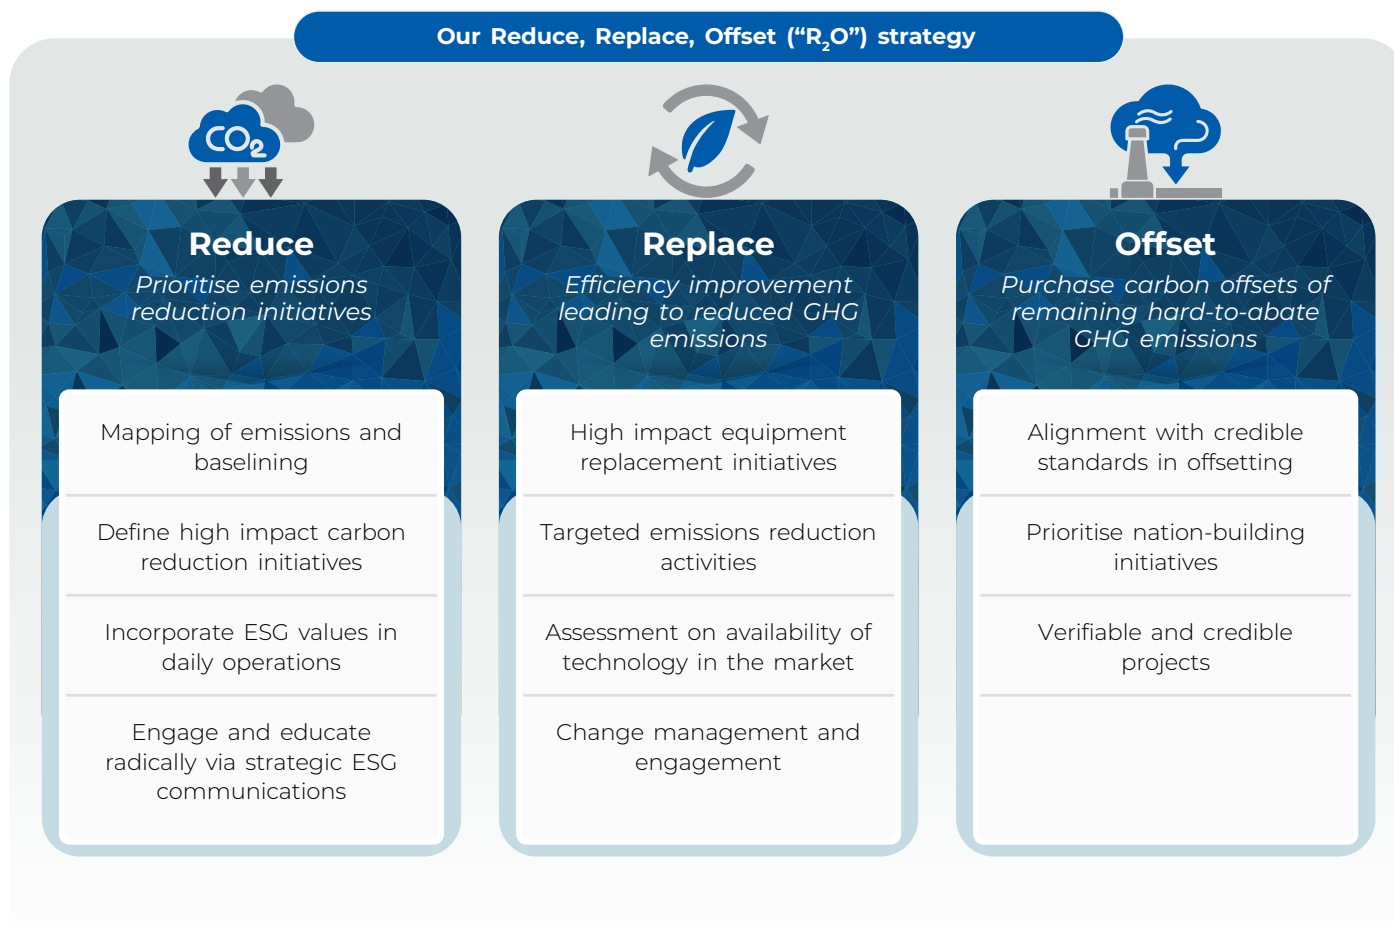 Our Reduce, Replace, Offset (“R₂O”) strategy
CO₂
Reduce
Prioritise emissions
reduction initiatives
Mapping of emissions and
baselining
Define high impact carbon
reduction initiatives
Incorporate ESG values in
daily operations
Engage and educate
radically via strategic ESG
communications
Replace
Efficiency improvement
leading to reduced GHG
emissions
High impact equipment
replacement initiatives
Targeted emissions reduction
activities
Assessment on availability of
technology in the market
Change management and
engagement
Offset
Purchase carbon offsets of
remaining hard-to-abate
GHG emissions
Alignment with credible
standards in offsetting
Prioritise nation-building
initiatives
Verifiable and credible
projects